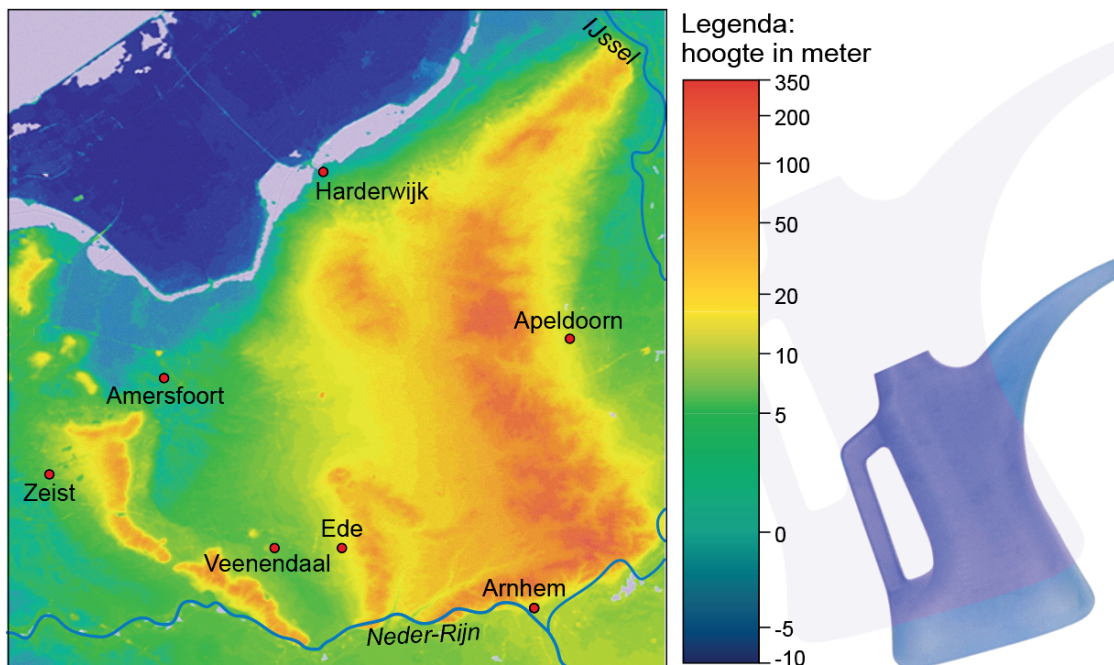 IJssel
Harderwijk
Apeldoorn
Amersfoort
Zeist
Ede
Veenendaal
Arnhem
Neder-Rijn
Legenda:
hoogte in meter
350
200
100
50
20
10
5
0
-5
-10